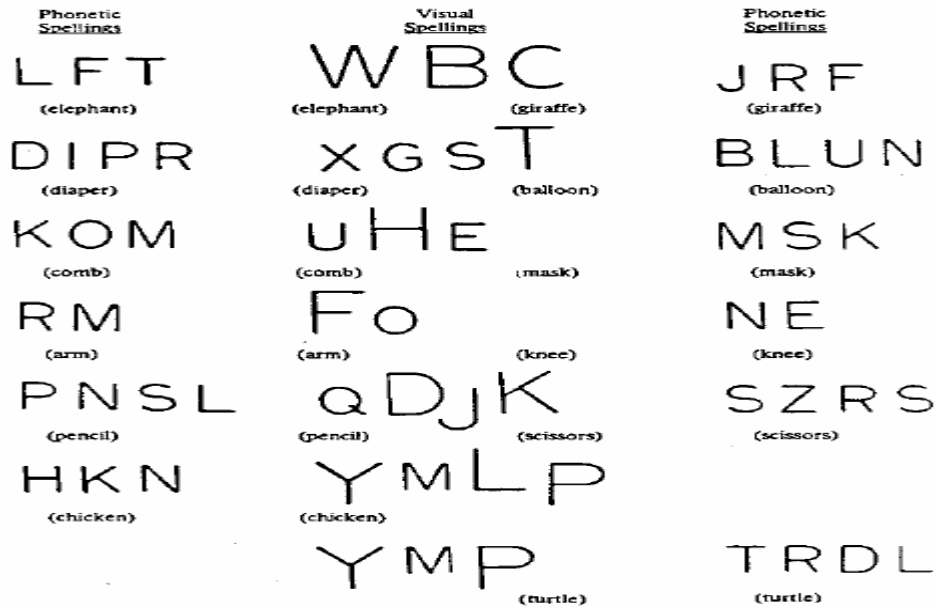 Phonetic Visual Phonetic
Spellings Spellings Spellings
LFT WBC JRF
(elephant) (elephant) (giraffe) (giraffe)
DIPR XGST BLUN
(diaper) (diaper) (balloon) (balloon)
KOM UHE MSK
(comb) (comb) (mask) (mask)
RM FO NE
(arm) (arm) (knee) (knee)
PNSL QDJK SZRS
(pencil) (pencil) (scissors) (scissors)
HKN YMLP
(chicken) (chicken)
YMP TRDL
(turtle) (turtle)